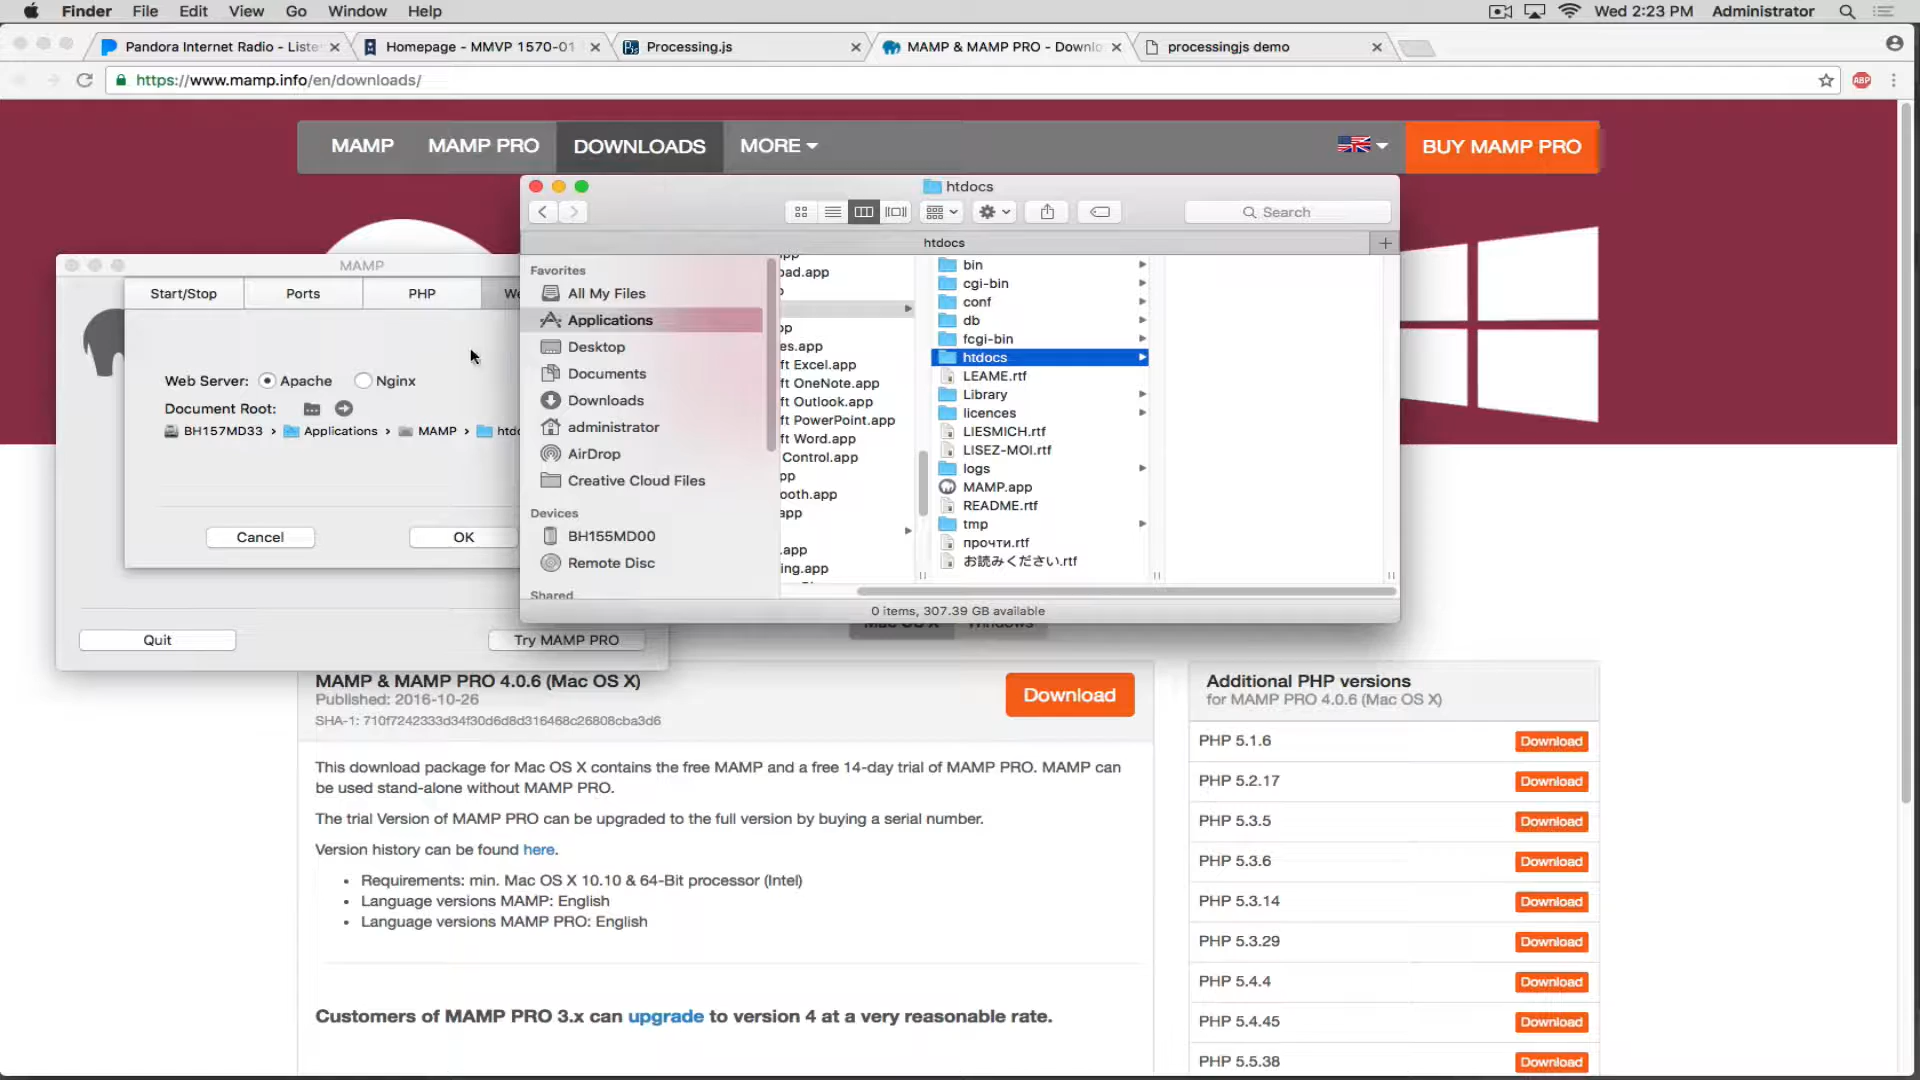 Finder File Edit View Go Window Help
Wed 2:23 PM Administrator
Pandora Internet Radio - Liste
Homepage - MMVP 1570-01
Processing.js
MAMP & MAMP PRO - Downlo
processingjs demo
https://www.mamp.info/en/downloads/
ABP
MAMP
MAMP PRO
DOWNLOADS
MORE
BUY MAMP PRO
htdocs
Search
htdocs
MAMP
Start/Stop
Ports
PHP
We
Web Server: Apache Nginx
Document Root:
BH157MD33 › Applications › MAMP › htdo
Cancel
OK
Quit
Try MAMP PRO
Favorites
All My Files
Applications
Desktop
Documents
Downloads
administrator
AirDrop
Creative Cloud Files
Devices
BH155MD00
Remote Disc
Shared
pp
oad.app
pp
es.app
ft Excel.app
ft OneNote.app
ft Outlook.app
ft PowerPoint.app
ft Word.app
Control.app
pp
ooth.app
app
.app
ing.app
bin
cgi-bin
conf
db
fcgi-bin
htdocs
LEAME.rtf
Library
licences
LIESMICH.rtf
LISEZ-MOI.rtf
logs
MAMP.app
README.rtf
tmp
прочти.rtf
お読みください.rtf
0 items, 307.39 GB available
Mac OS X
Windows
MAMP & MAMP PRO 4.0.6 (Mac OS X)
Published: 2016-10-26
SHA-1: 710f7242333d34f30d6d8d316468c26808cba3d6
Download
This download package for Mac OS X contains the free MAMP and a free 14-day trial of MAMP PRO. MAMP can
be used stand-alone without MAMP PRO.
The trial Version of MAMP PRO can be upgraded to the full version by buying a serial number.
Version history can be found here.
• Requirements: min. Mac OS X 10.10 & 64-Bit processor (Intel)
• Language versions MAMP: English
• Language versions MAMP PRO: English
Customers of MAMP PRO 3.x can upgrade to version 4 at a very reasonable rate.
Additional PHP versions
for MAMP PRO 4.0.6 (Mac OS X)
PHP 5.1.6 Download
PHP 5.2.17 Download
PHP 5.3.5 Download
PHP 5.3.6 Download
PHP 5.3.14 Download
PHP 5.3.29 Download
PHP 5.4.4 Download
PHP 5.4.45 Download
PHP 5.5.38 Download